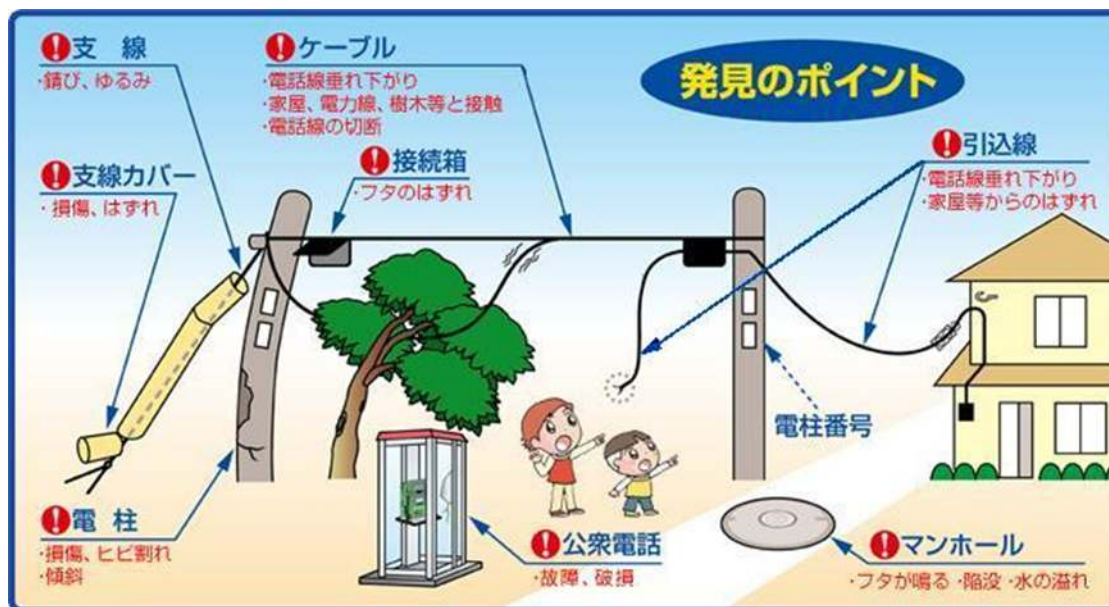 支 線
・錆び、ゆるみ
ケーブル
・電話線垂れ下がり
・家屋、電力線、樹木等と接触
・電話線の切断
発見のポイント
支線カバー
・損傷、はずれ
接続箱
・フタのはずれ
引込線
・電話線垂れ下がり
・家屋等からのはずれ
電柱番号
電 柱
・損傷、ヒビ割れ
・傾斜
公衆電話
・故障、破損
マンホール
・フタが鳴る ・陥没 ・水の溢れ